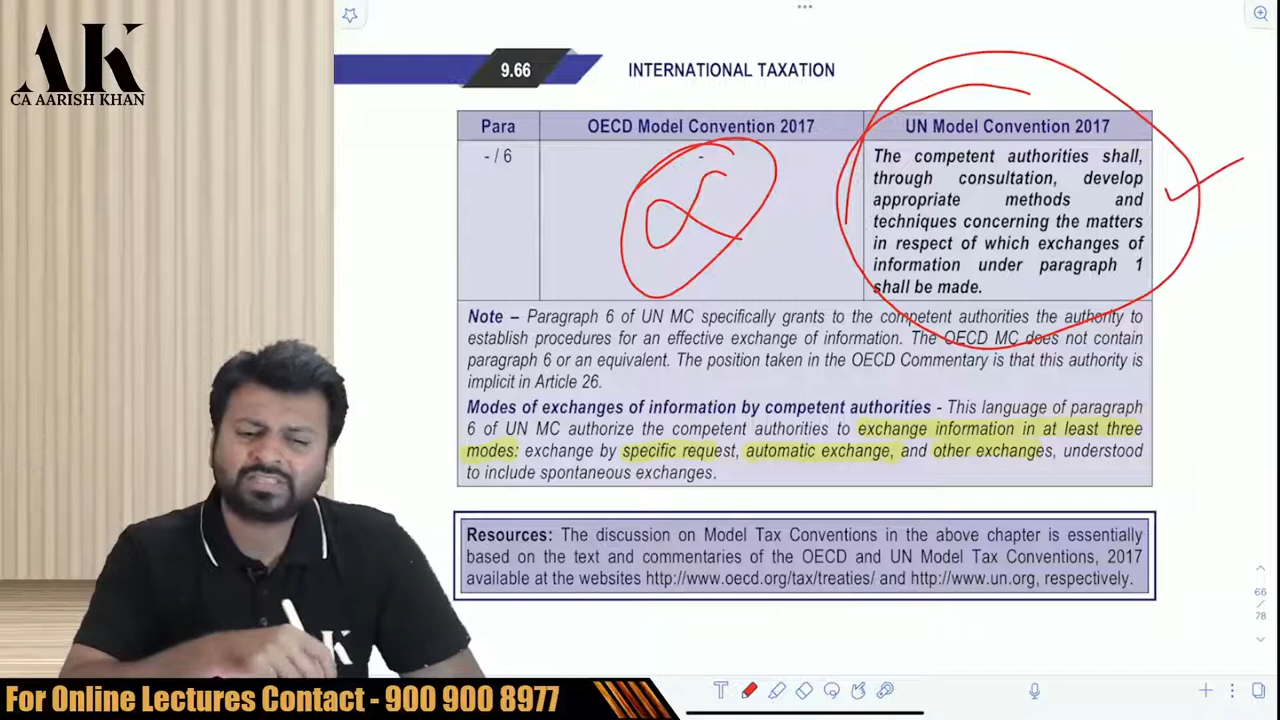 AK
CA AARISH KHAN
9.66
INTERNATIONAL TAXATION
Para
OECD Model Convention 2017
UN Model Convention 2017
- / 6
-
The competent authorities shall,
through consultation, develop
appropriate methods and
techniques concerning the matters
in respect of which exchanges of
information under paragraph 1
shall be made.
Note – Paragraph 6 of UN MC specifically grants to the competent authorities the authority to
establish procedures for an effective exchange of information. The OECD MC does not contain
paragraph 6 or an equivalent. The position taken in the OECD Commentary is that this authority is
implicit in Article 26.
Modes of exchanges of information by competent authorities - This language of paragraph
6 of UN MC authorize the competent authorities to exchange information in at least three
modes: exchange by specific request, automatic exchange, and other exchanges, understood
to include spontaneous exchanges.
Resources: The discussion on Model Tax Conventions in the above chapter is essentially
based on the text and commentaries of the OECD and UN Model Tax Conventions, 2017
available at the websites http://www.oecd.org/tax/treaties/ and http://www.un.org, respectively.
66
/
78
For Online Lectures Contact - 900 900 8977